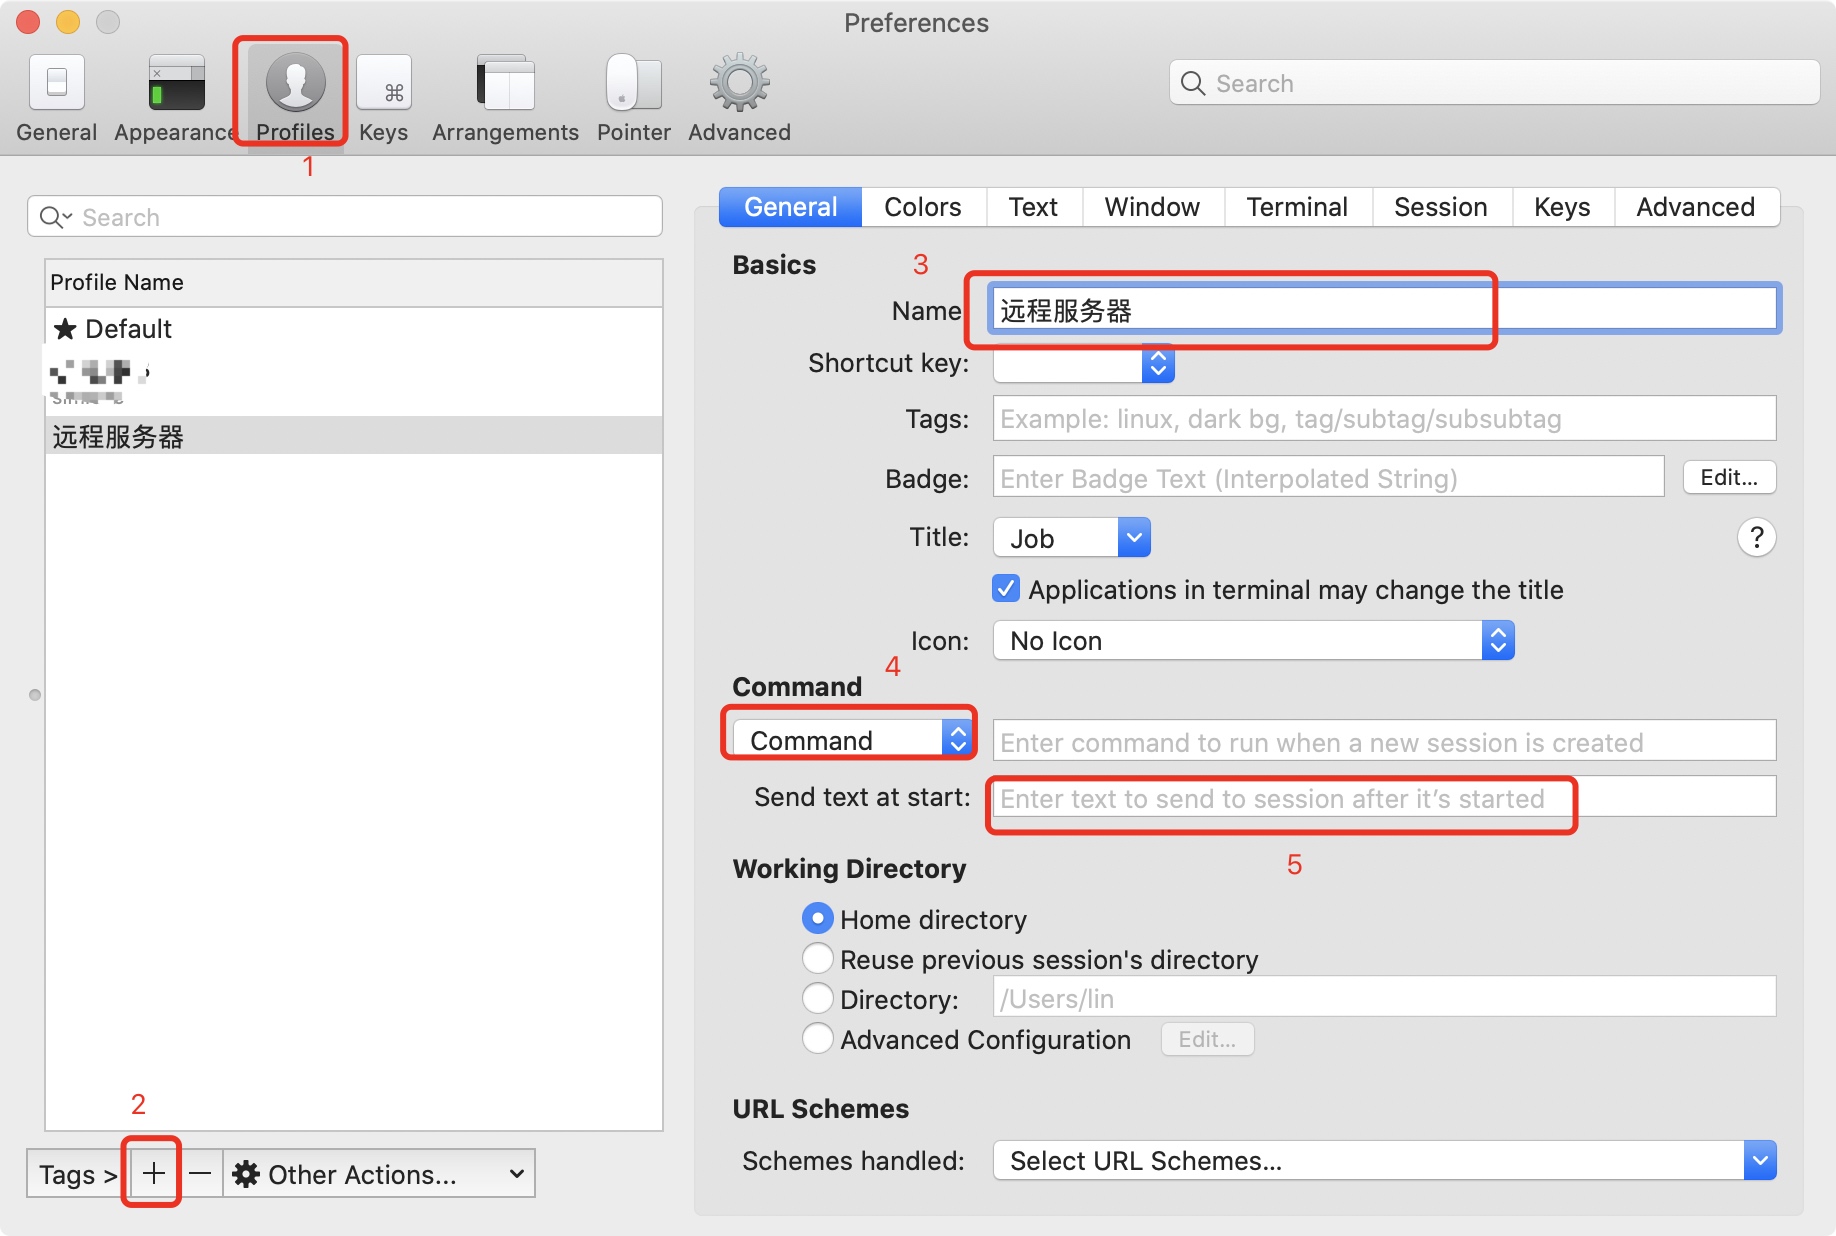 Preferences
General Appearance Profiles Keys Arrangements Pointer Advanced
Search
1
Search
Profile Name
★ Default
远程服务器
2
Tags > + − Other Actions...
General Colors Text Window Terminal Session Keys Advanced
Basics
3
Name
远程服务器
Shortcut key:
Tags: Example: linux, dark bg, tag/subtag/subsubtag
Badge: Enter Badge Text (Interpolated String) Edit...
Title: Job ?
Applications in terminal may change the title
Icon: No Icon
4
Command
Command Enter command to run when a new session is created
Send text at start: Enter text to send to session after it's started
5
Working Directory
Home directory
Reuse previous session's directory
Directory: /Users/lin
Advanced Configuration Edit...
URL Schemes
Schemes handled: Select URL Schemes...